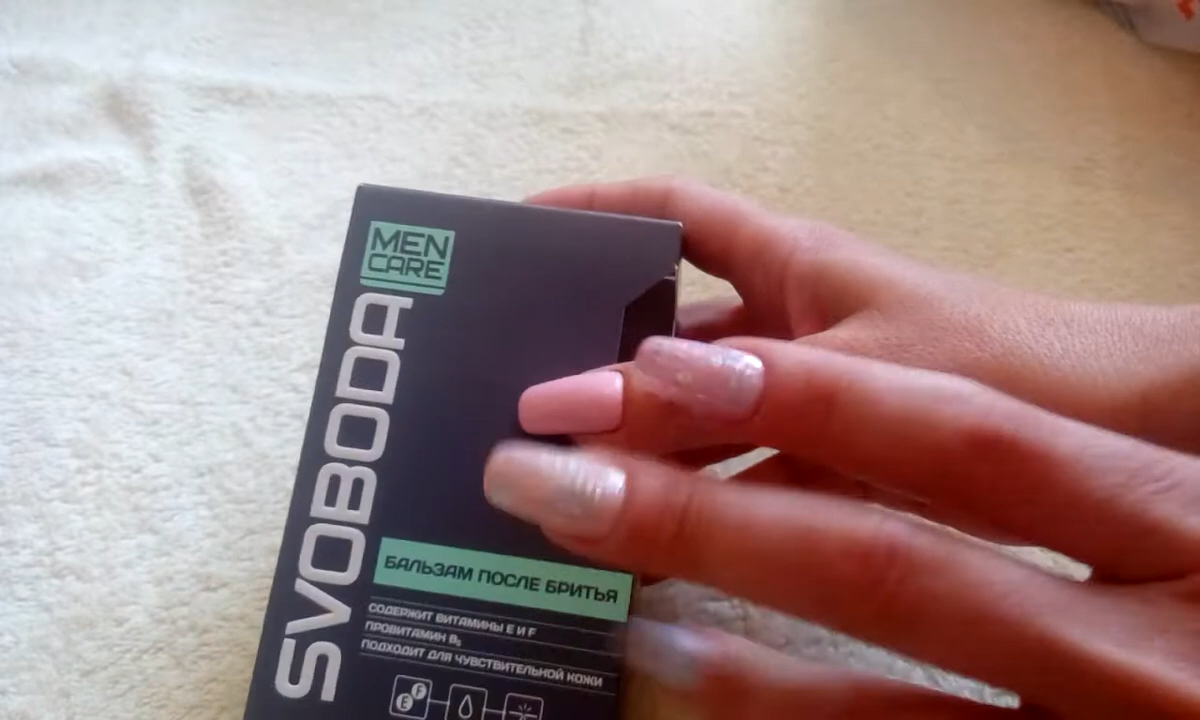 MEN
CARE
SVOBODA
БАЛЬЗАМ ПОСЛЕ БРИТЬЯ
СОДЕРЖИТ ВИТАМИНЫ Е И F
ПРОВИТАМИН B₅
ПОДХОДИТ ДЛЯ ЧУВСТВИТЕЛЬНОЙ КОЖИ
E F